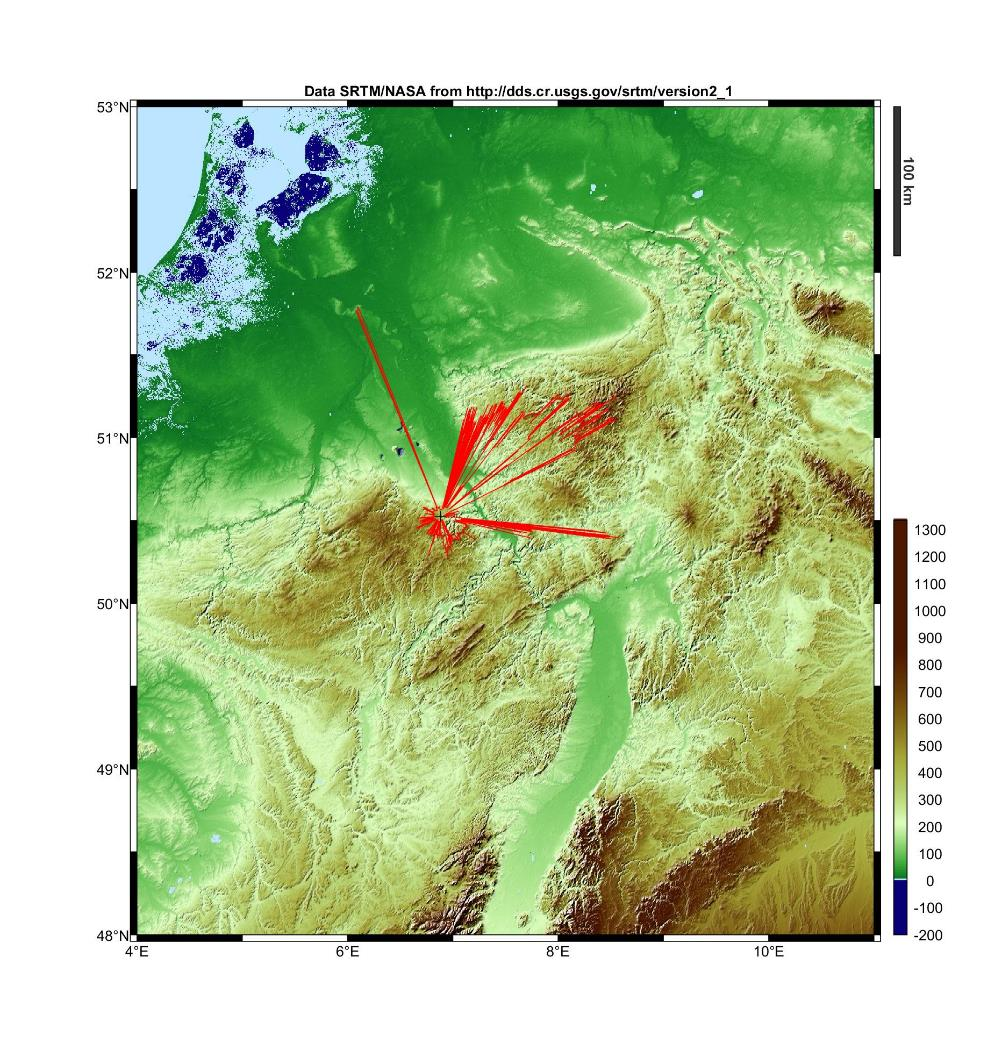 Data SRTM/NASA from http://dds.cr.usgs.gov/srtm/version2_1
53°N
52°N
51°N
50°N
49°N
48°N
4°E
6°E
8°E
10°E
100 km
1300
1200
1100
1000
900
800
700
600
500
400
300
200
100
0
-100
-200